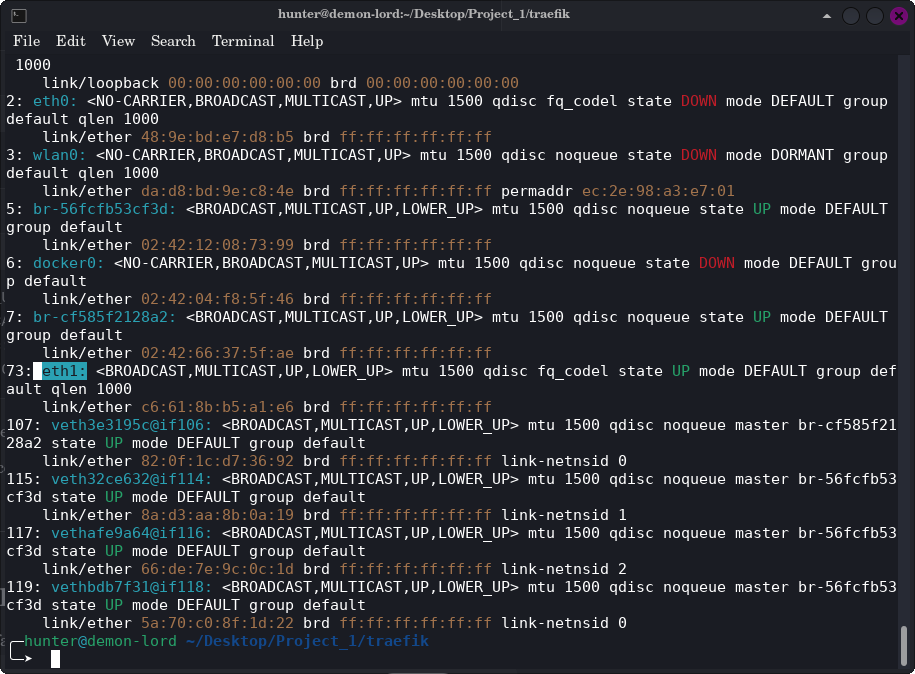 hunter@demon-lord:~/Desktop/Project_1/traefik
File Edit View Search Terminal Help
1000
link/loopback 00:00:00:00:00:00 brd 00:00:00:00:00:00
2: eth0: <NO-CARRIER,BROADCAST,MULTICAST,UP> mtu 1500 qdisc fq_codel state DOWN mode DEFAULT group
default qlen 1000
link/ether 48:9e:bd:e7:d8:b5 brd ff:ff:ff:ff:ff:ff
3: wlan0: <NO-CARRIER,BROADCAST,MULTICAST,UP> mtu 1500 qdisc noqueue state DOWN mode DORMANT group
default qlen 1000
link/ether da:d8:bd:9e:c8:4e brd ff:ff:ff:ff:ff:ff permaddr ec:2e:98:a3:e7:01
5: br-56fcfb53cf3d: <BROADCAST,MULTICAST,UP,LOWER_UP> mtu 1500 qdisc noqueue state UP mode DEFAULT
group default
link/ether 02:42:12:08:73:99 brd ff:ff:ff:ff:ff:ff
6: docker0: <NO-CARRIER,BROADCAST,MULTICAST,UP> mtu 1500 qdisc noqueue state DOWN mode DEFAULT grou
p default
link/ether 02:42:04:f8:5f:46 brd ff:ff:ff:ff:ff:ff
7: br-cf585f2128a2: <BROADCAST,MULTICAST,UP,LOWER_UP> mtu 1500 qdisc noqueue state UP mode DEFAULT
group default
link/ether 02:42:66:37:5f:ae brd ff:ff:ff:ff:ff:ff
73: eth1: <BROADCAST,MULTICAST,UP,LOWER_UP> mtu 1500 qdisc fq_codel state UP mode DEFAULT group def
ault qlen 1000
link/ether c6:61:8b:b5:a1:e6 brd ff:ff:ff:ff:ff:ff
107: veth3e3195c@if106: <BROADCAST,MULTICAST,UP,LOWER_UP> mtu 1500 qdisc noqueue master br-cf585f21
28a2 state UP mode DEFAULT group default
link/ether 82:0f:1c:d7:36:92 brd ff:ff:ff:ff:ff:ff link-netnsid 0
115: veth32ce632@if114: <BROADCAST,MULTICAST,UP,LOWER_UP> mtu 1500 qdisc noqueue master br-56fcfb53
cf3d state UP mode DEFAULT group default
link/ether 8a:d3:aa:8b:0a:19 brd ff:ff:ff:ff:ff:ff link-netnsid 1
117: vethafe9a64@if116: <BROADCAST,MULTICAST,UP,LOWER_UP> mtu 1500 qdisc noqueue master br-56fcfb53
cf3d state UP mode DEFAULT group default
link/ether 66:de:7e:9c:0c:1d brd ff:ff:ff:ff:ff:ff link-netnsid 2
119: vethbdb7f31@if118: <BROADCAST,MULTICAST,UP,LOWER_UP> mtu 1500 qdisc noqueue master br-56fcfb53
cf3d state UP mode DEFAULT group default
link/ether 5a:70:c0:8f:1d:22 brd ff:ff:ff:ff:ff:ff link-netnsid 0
hunter@demon-lord ~/Desktop/Project_1/traefik